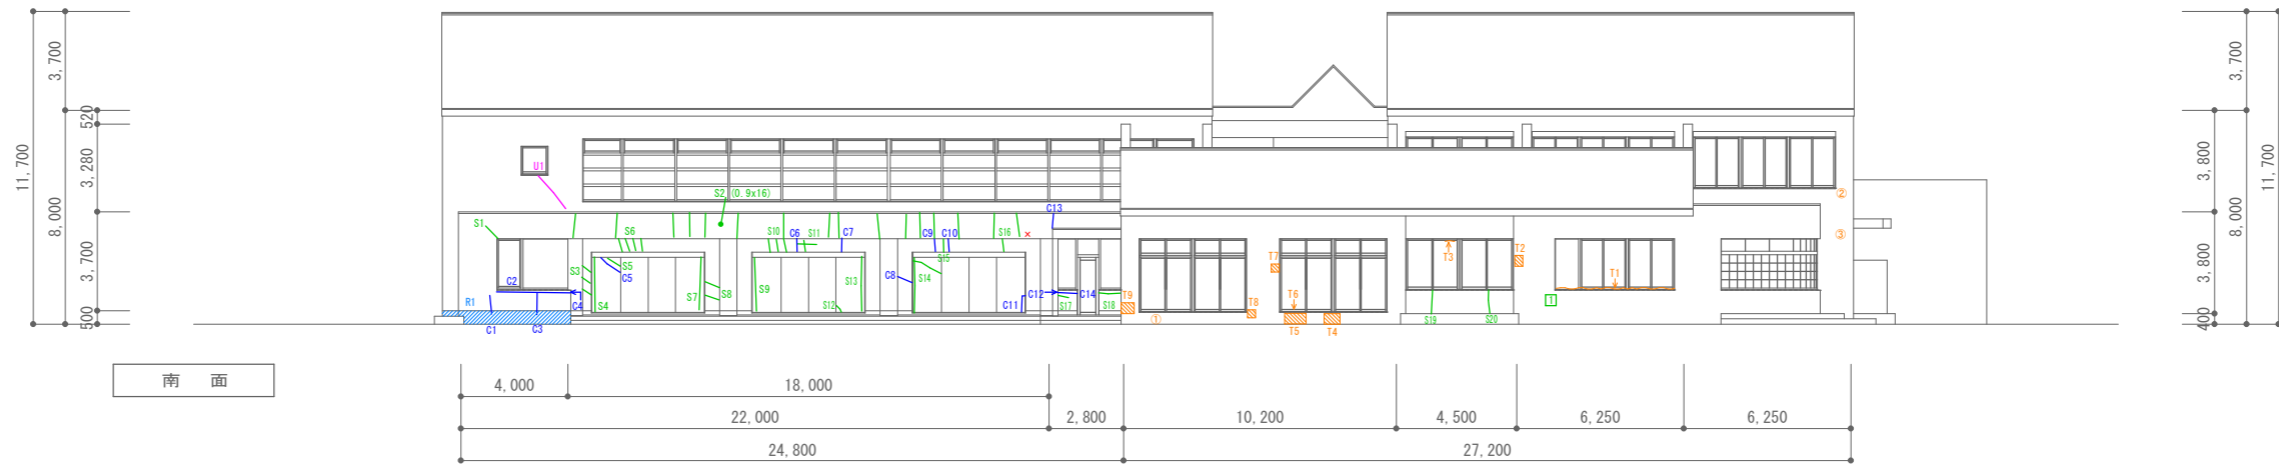 3,700
520
11,700
3,280
8,000
3,700
500
U1
S2 (0.9x16)
C13
S1
S6
S10
C6
S11
C7
C9
C10
S16
×
S3
S5
C5
S4
S7
S8
S9
S13
S12
C8
S14
S15
C2
R1
C1
C3
C4
C11
C12
C14
S17
S18
T9
T7
T8
①
T6
T5
T4
T3
T2
S19
S20
T1
1
②
③
3,700
3,800
11,700
8,000
3,800
400
南 面
4,000
18,000
22,000
2,800
10,200
4,500
6,250
6,250
24,800
27,200